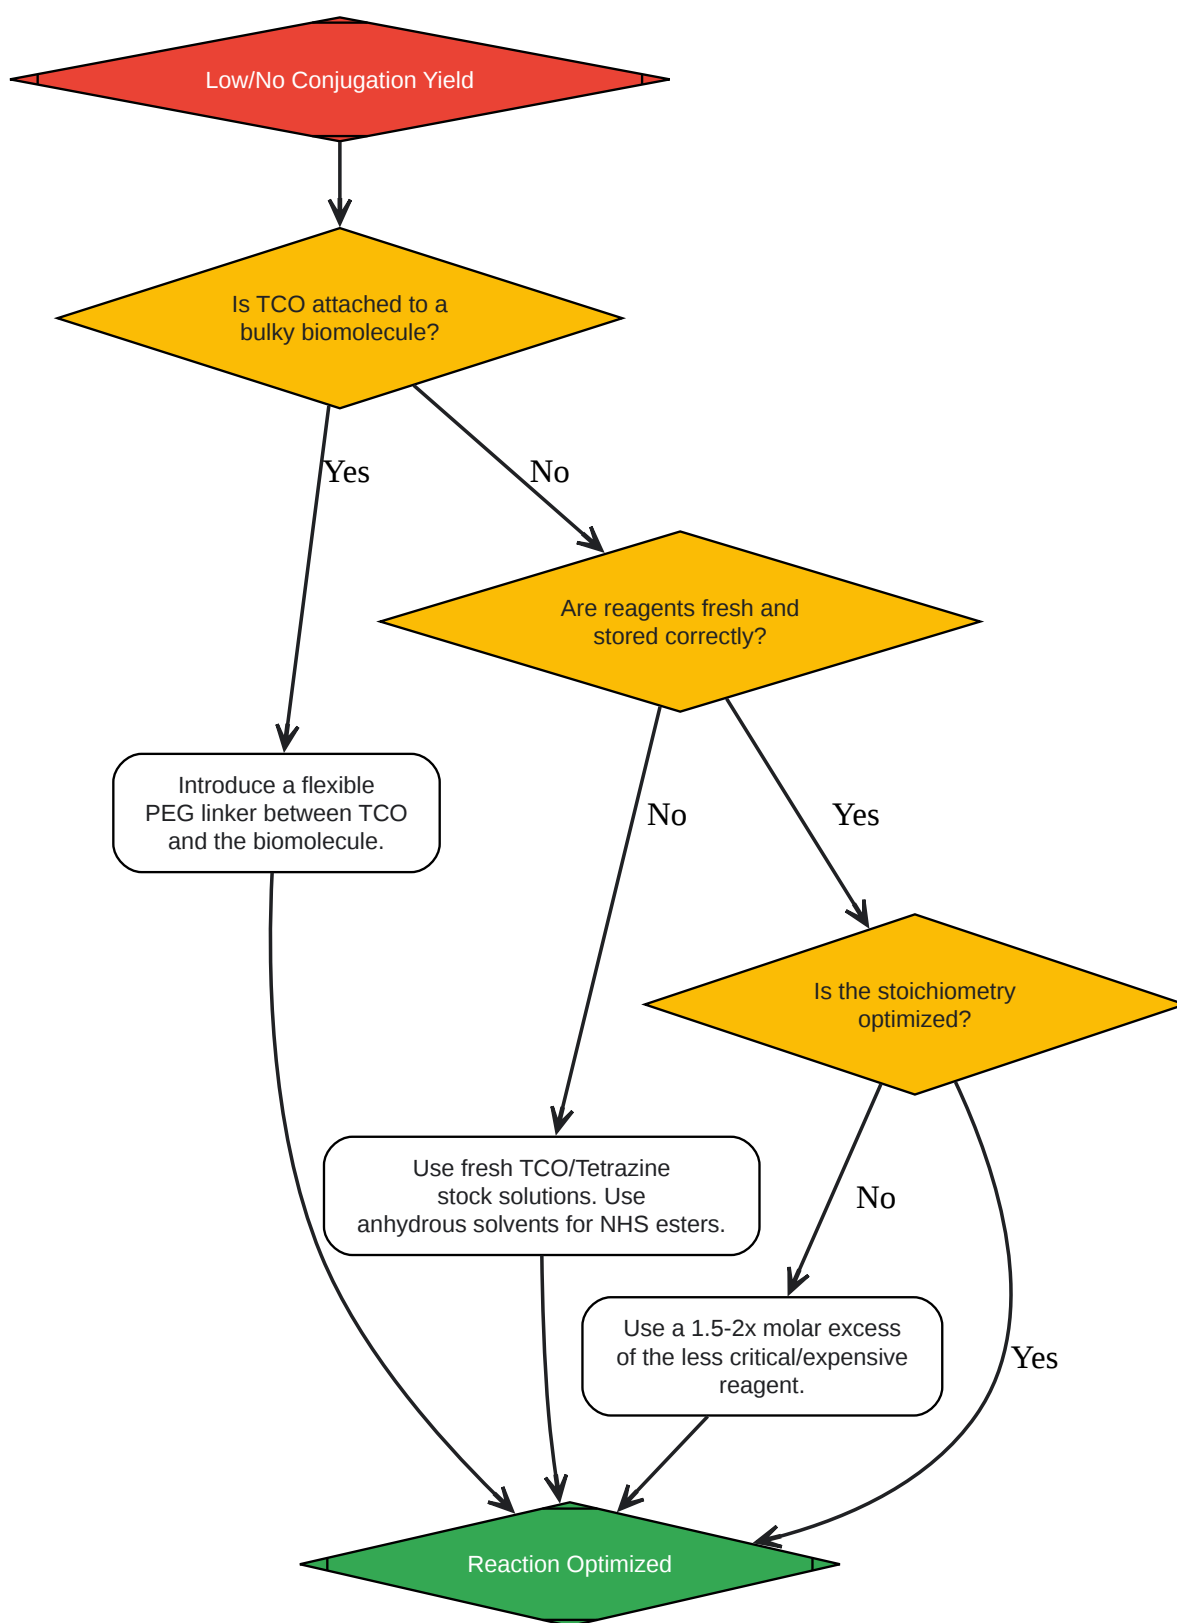 Low/No Conjugation Yield
Is TCO attached to a
bulky biomolecule?
Yes
No
Are reagents fresh and
stored correctly?
Introduce a flexible
PEG linker between TCO
and the biomolecule.
No
Yes
Is the stoichiometry
optimized?
Use fresh TCO/Tetrazine
stock solutions. Use
anhydrous solvents for NHS esters.
No
Use a 1.5-2x molar excess
of the less critical/expensive
reagent.
Yes
Reaction Optimized